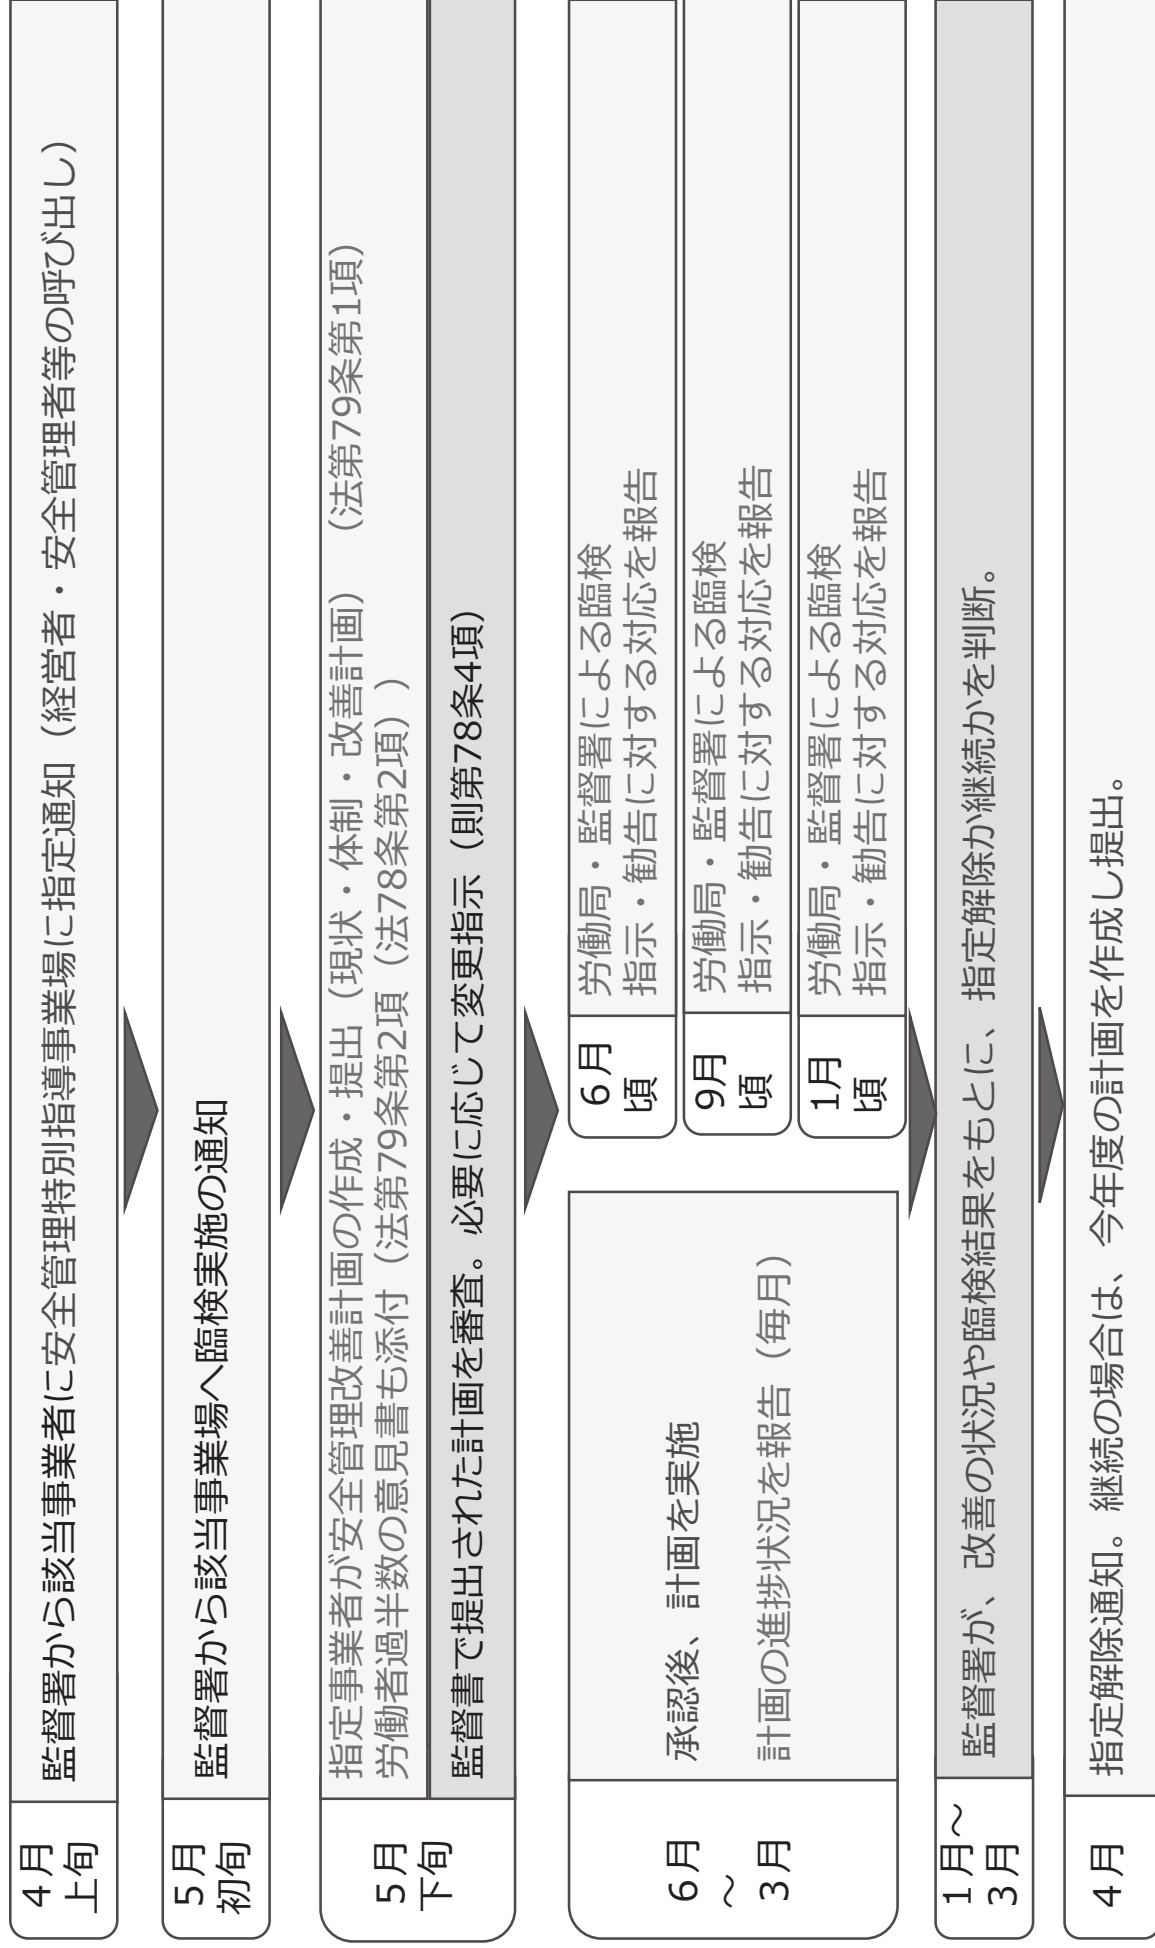 4月
上旬
監督署から該当事業者に安全管理特別指導事業場に指定通知（経営者・安全管理者等の呼び出し）
5月
初旬
監督署から該当事業場へ臨検実施の通知
5月
下旬
指定事業者が安全管理改善計画の作成・提出（現状・体制・改善計画）　（法第79条第1項）
労働者過半数の意見書も添付（法第79条第2項（法78条第2項））
監督書で提出された計画を審査。必要に応じて変更指示（則第78条4項）
6月
～
3月
承認後、計画を実施
計画の進捗状況を報告（毎月）
6月
頃
労働局・監督署による臨検
指示・勧告に対する対応を報告
9月
頃
労働局・監督署による臨検
指示・勧告に対する対応を報告
1月
頃
労働局・監督署による臨検
指示・勧告に対する対応を報告
1月～
3月
監督署が、改善の状況や臨検結果をもとに、指定解除か継続かを判断。
4月
指定解除通知。継続の場合は、今年度の計画を作成し提出。